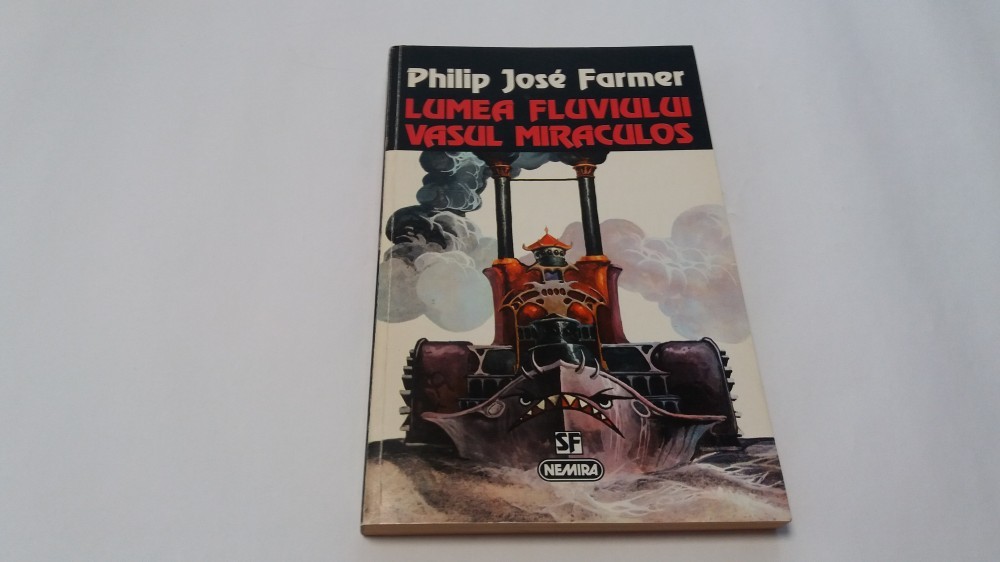 Philip José Farmer
LUMEA FLUVIULUI
VASUL MIRACULOS
SF
NEMIRA